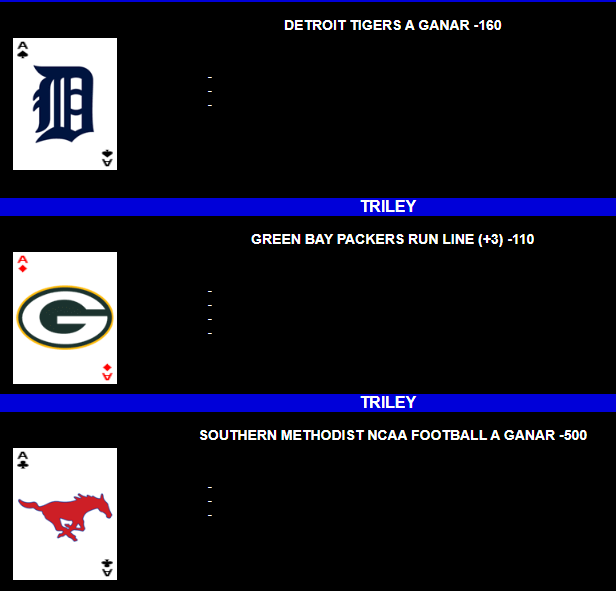 DETROIT TIGERS A GANAR -160
A
D
-
-
-
A
TRILEY
GREEN BAY PACKERS RUN LINE (+3) -110
A
G
-
-
-
-
A
TRILEY
SOUTHERN METHODIST NCAA FOOTBALL A GANAR -500
A
-
-
-
A